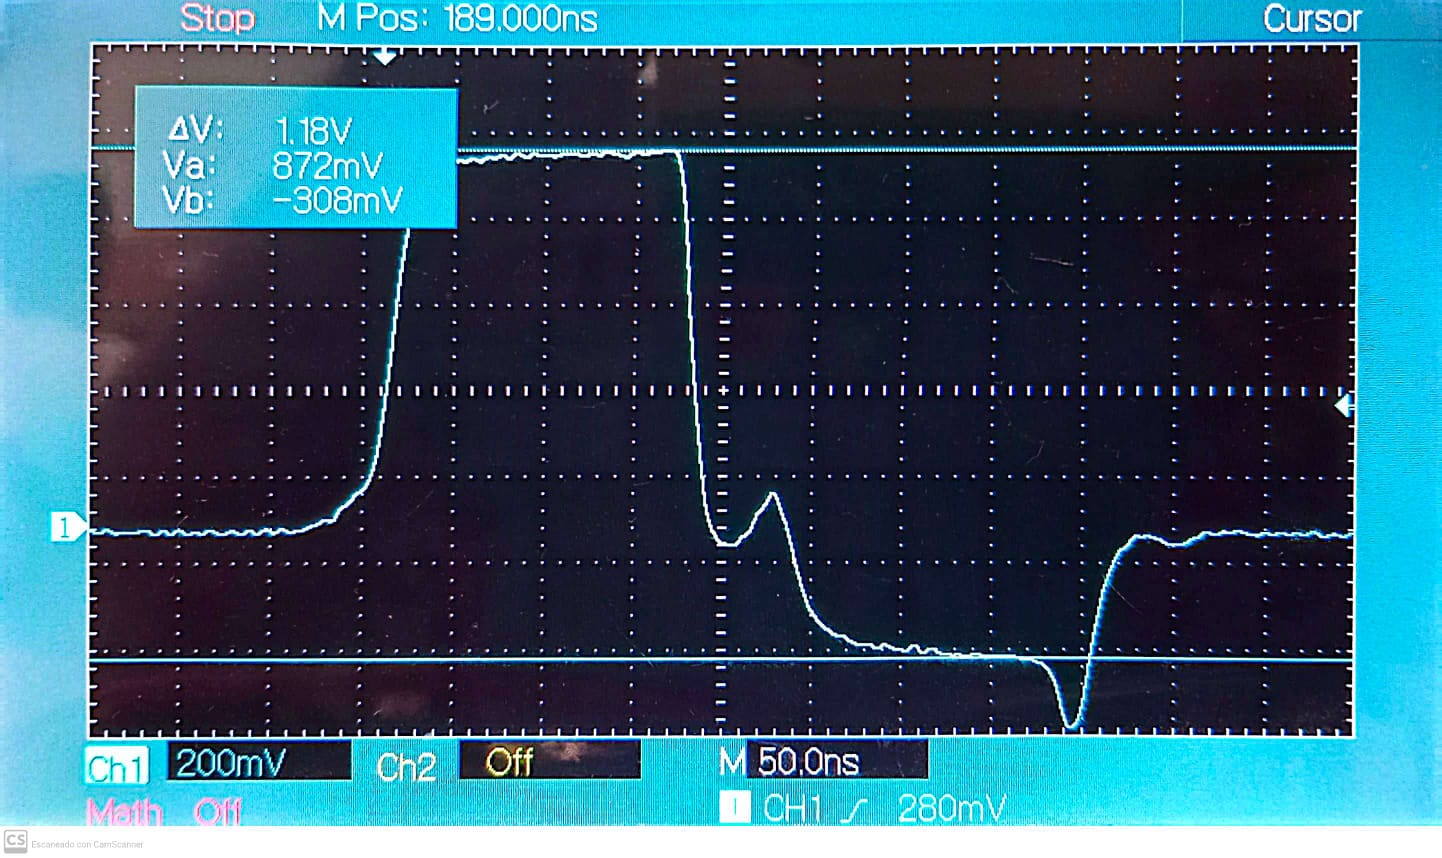 Stop M Pos: 189.000ns Cursor
ΔV: 1.18V
Va: 872mV
Vb: -308mV
1
Ch1 200mV Ch2 Off M 50.0ns
Math Off 1 CH1 280mV
CS Escaneado con CamScanner